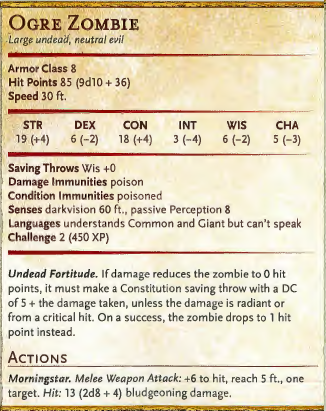 OGRE ZOMBIE
Large undead, neutral evil
Armor Class 8
Hit Points 85 (9d10 + 36)
Speed 30 ft.
STR DEX CON INT WIS CHA
19 (+4) 6 (−2) 18 (+4) 3 (−4) 6 (−2) 5 (−3)
Saving Throws Wis +0
Damage Immunities poison
Condition Immunities poisoned
Senses darkvision 60 ft., passive Perception 8
Languages understands Common and Giant but can't speak
Challenge 2 (450 XP)
Undead Fortitude. If damage reduces the zombie to 0 hit
points, it must make a Constitution saving throw with a DC
of 5 + the damage taken, unless the damage is radiant or
from a critical hit. On a success, the zombie drops to 1 hit
point instead.
ACTIONS
Morningstar. Melee Weapon Attack: +6 to hit, reach 5 ft., one
target. Hit: 13 (2d8 + 4) bludgeoning damage.